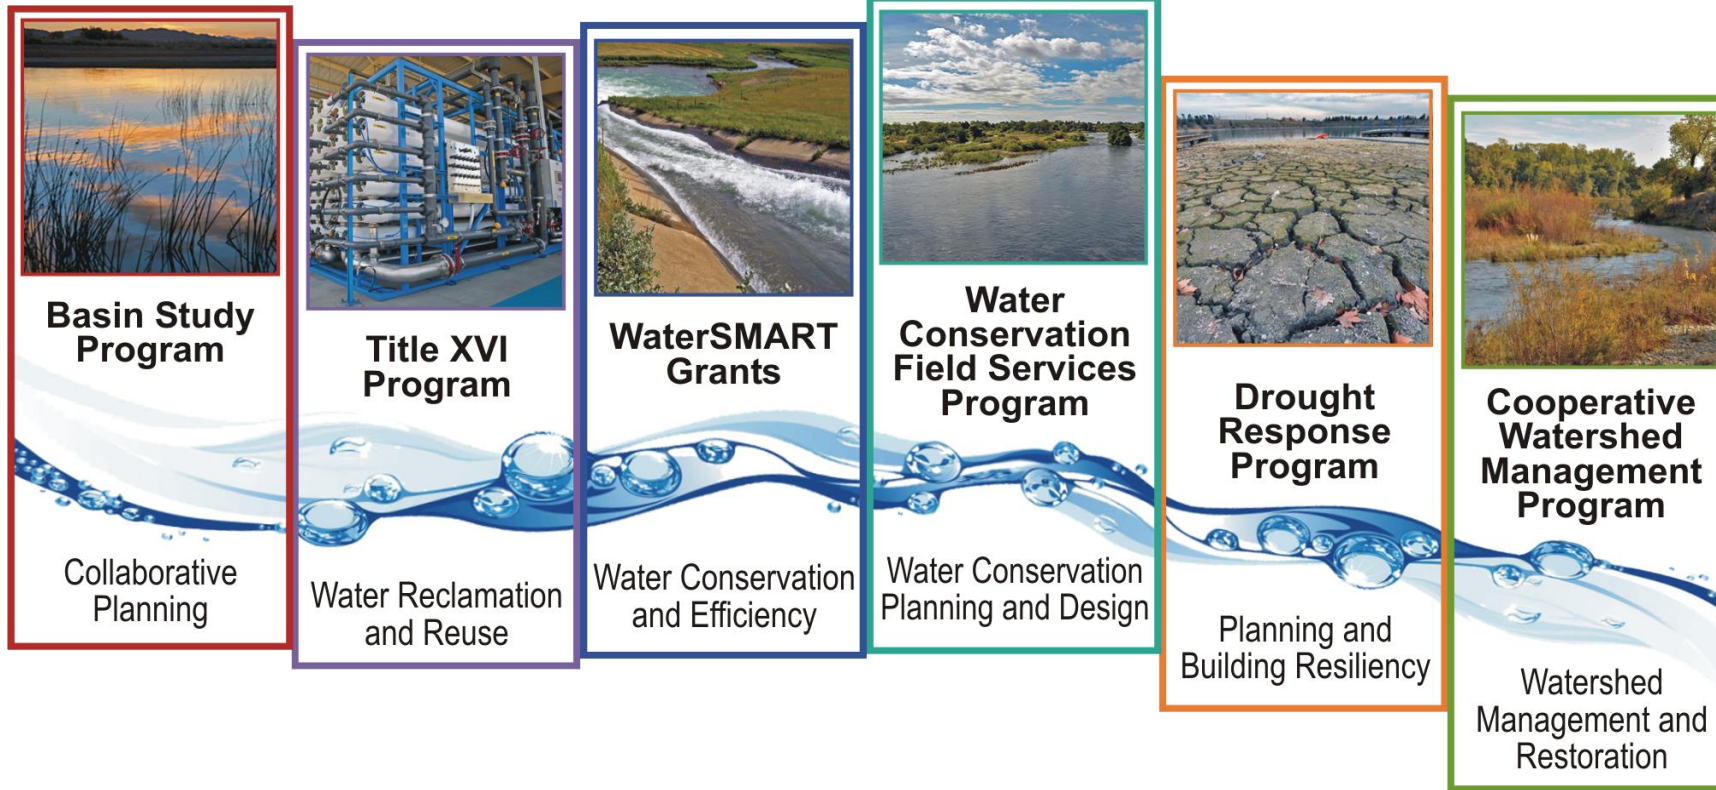 Basin Study
Program
Collaborative
Planning
Title XVI
Program
Water Reclamation
and Reuse
WaterSMART
Grants
Water Conservation
and Efficiency
Water
Conservation
Field Services
Program
Water Conservation
Planning and Design
Drought
Response
Program
Planning and
Building Resiliency
Cooperative
Watershed
Management
Program
Watershed
Management and
Restoration